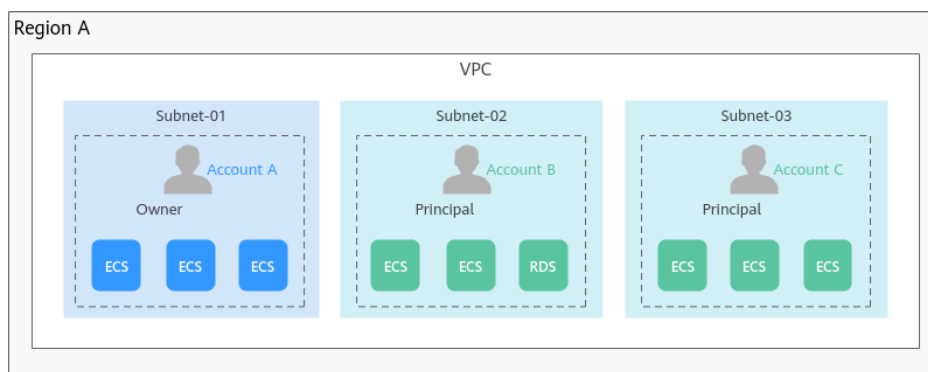 Region A
VPC
Subnet-01
Subnet-02
Subnet-03
Account A
Account B
Account C
Owner
Principal
Principal
ECS ECS ECS
ECS ECS RDS
ECS ECS ECS